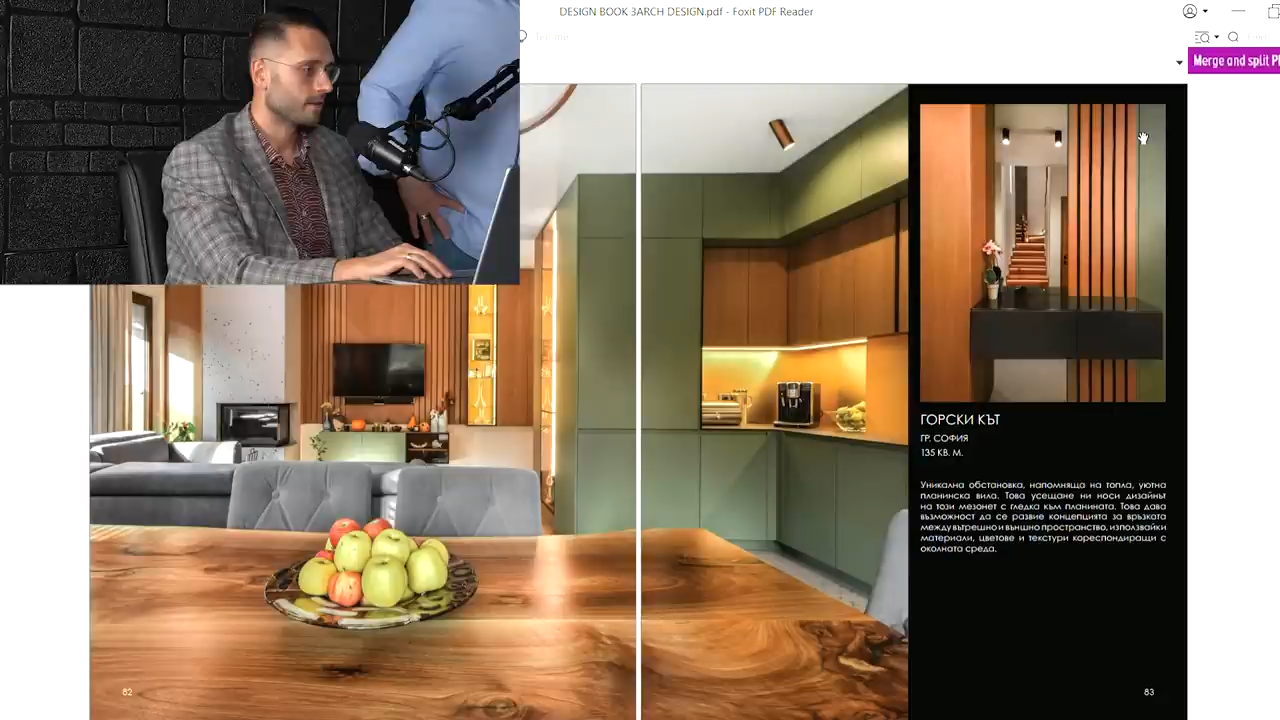 DESIGN BOOK 3ARCH DESIGN.pdf - Foxit PDF Reader
Tell me
Merge and split P
ГОРСКИ КЪТ
ГР. СОФИЯ
135 КВ. М.
Уникална обстановка, напомняща на топла, уютна
планинска вила. Това усещане ни носи дизайнът
на този мезонет с гледка към планината. Това дава
възможност да се развие концепцията за връзката
между вътрешно и външно пространство, използвайки
материали, цветове и текстури кореспондиращи с
околната среда.
82
83